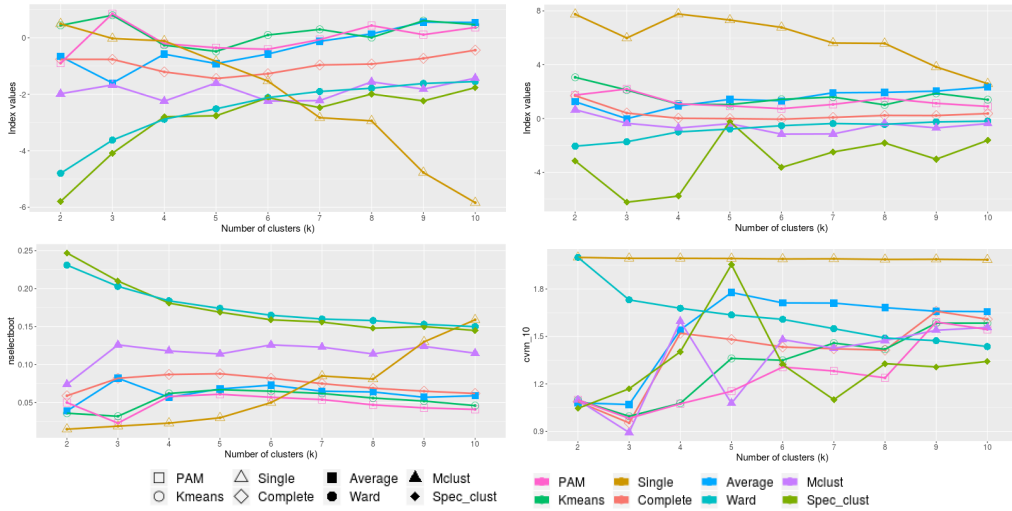 Index values
0
-2
-4
-6
2 3 4 5 6 7 8 9 10
Number of clusters (k)
Index values
8
4
0
-4
2 3 4 5 6 7 8 9 10
Number of clusters (k)
nselectboot
0.25
0.20
0.15
0.10
0.05
2 3 4 5 6 7 8 9 10
Number of clusters (k)
cvnn_10
1.8
1.5
1.2
0.9
2 3 4 5 6 7 8 9 10
Number of clusters (k)
PAM Single Average Mclust
Kmeans Complete Ward Spec_clust
PAM Single Average Mclust
Kmeans Complete Ward Spec_clust